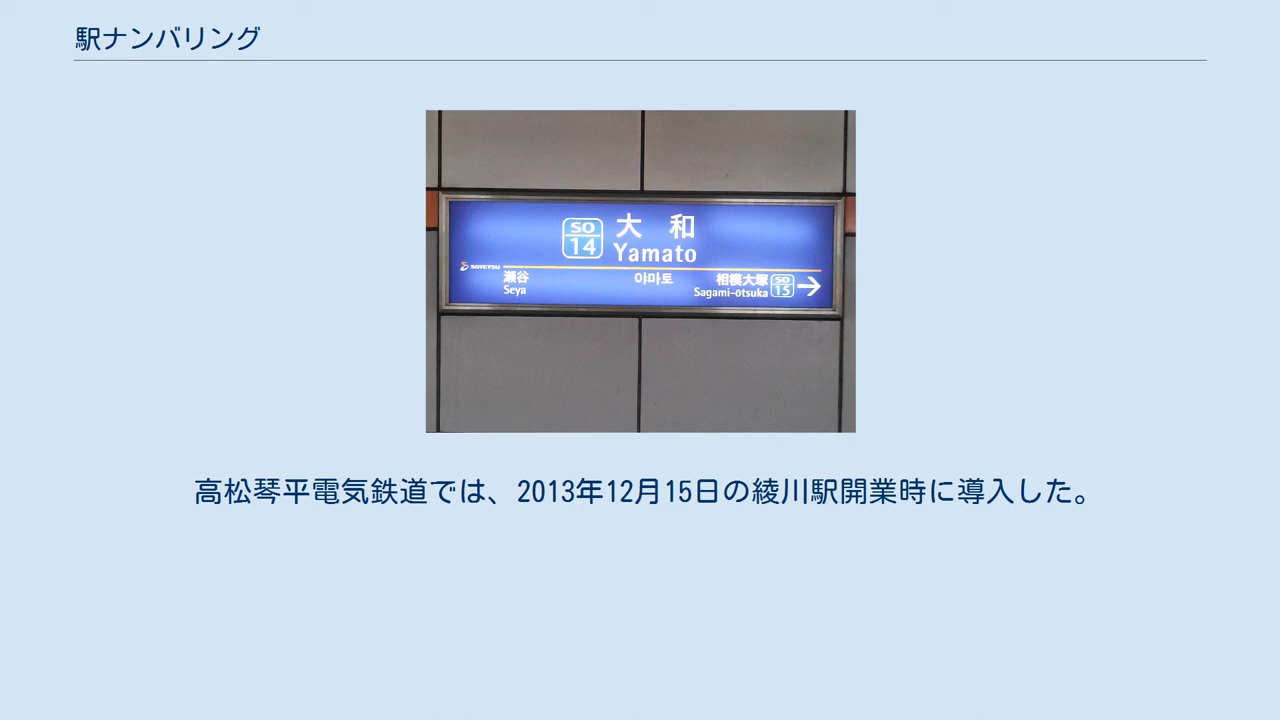 駅ナンバリング
SO
14
大 和
Yamato
SOTETSU
瀬谷
Seya
야마토
相模大塚
Sagami-ōtsuka
SO
15
高松琴平電気鉄道では、2013年12月15日の綾川駅開業時に導入した。